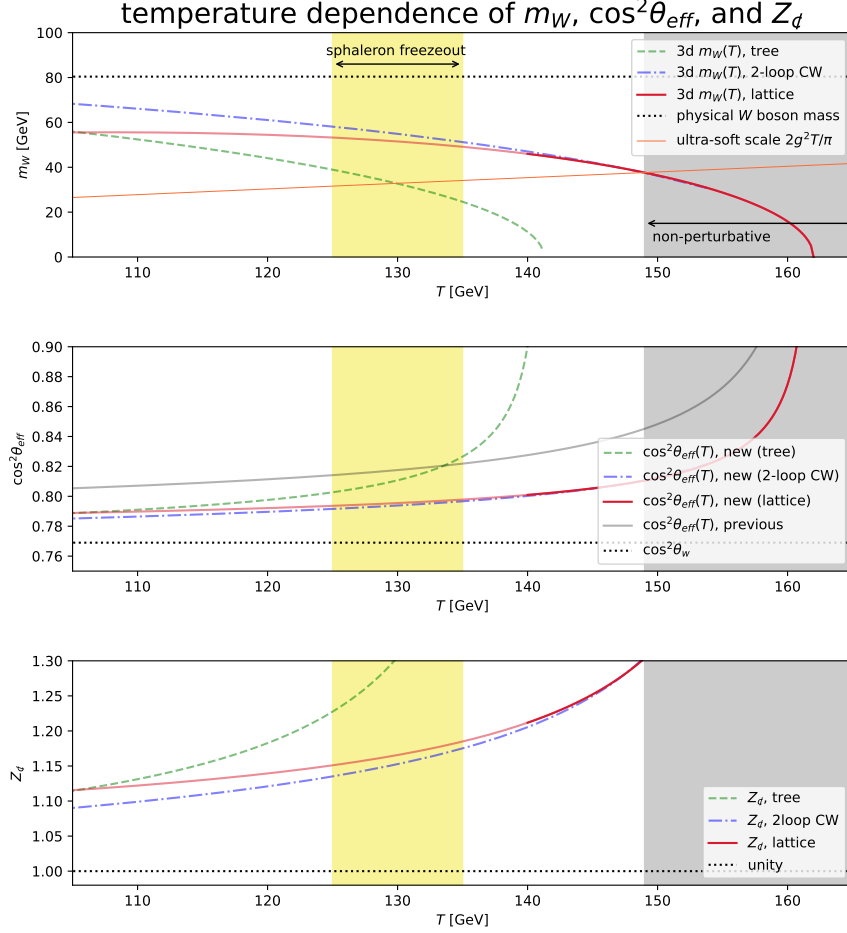 temperature dependence of m_W, cos²θ_eff, and Z_₡
100
80
60
40
20
0
m_W [GeV]
sphaleron freezeout
3d m_W(T), tree
3d m_W(T), 2-loop CW
3d m_W(T), lattice
physical W boson mass
ultra-soft scale 2g²T/π
non-perturbative
110 120 130 140 150 160
T [GeV]
0.90
0.88
0.86
0.84
0.82
0.80
0.78
0.76
cos²θ_eff
cos²θ_eff(T), new (tree)
cos²θ_eff(T), new (2-loop CW)
cos²θ_eff(T), new (lattice)
cos²θ_eff(T), previous
cos²θ_w
110 120 130 140 150 160
T [GeV]
1.30
1.25
1.20
1.15
1.10
1.05
1.00
Z_₡
Z_₡, tree
Z_₡, 2loop CW
Z_₡, lattice
unity
110 120 130 140 150 160
T [GeV]